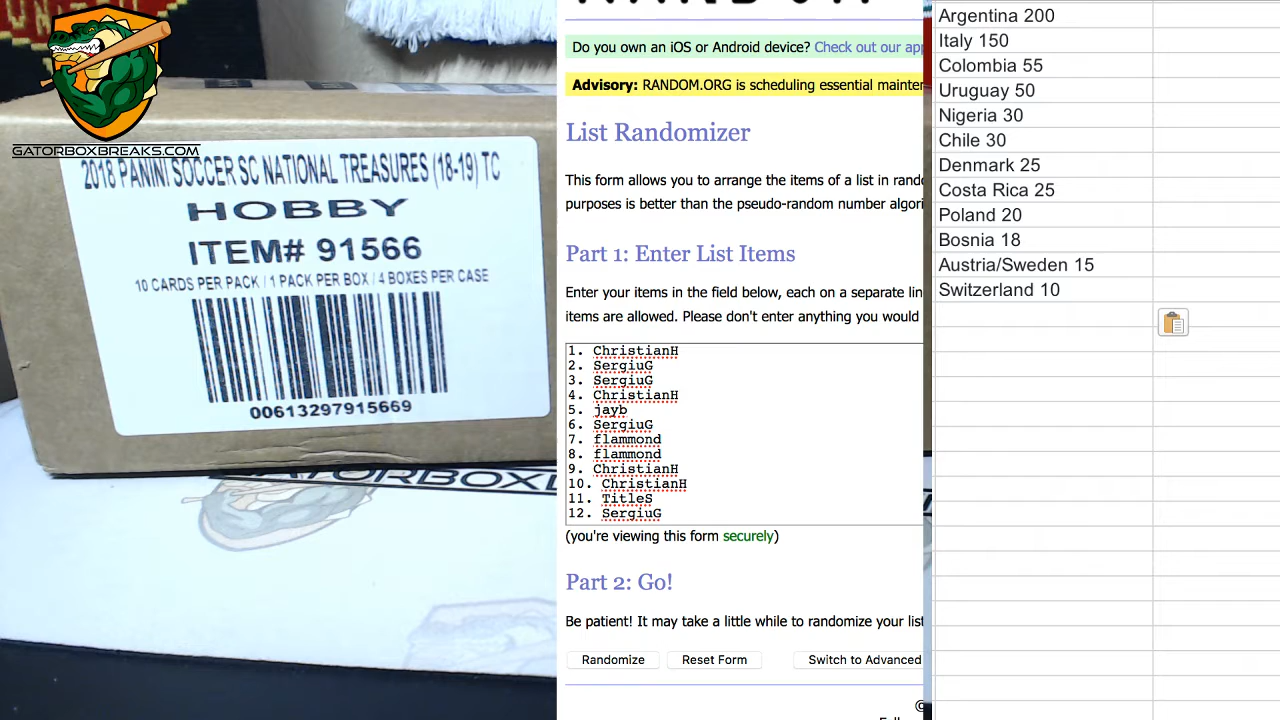 GATORBOXBREAKS.COM
2018 PANINI SOCCER SC NATIONAL TREASURES (18-19) TC
HOBBY
ITEM# 91566
10 CARDS PER PACK / 1 PACK PER BOX / 4 BOXES PER CASE
00613297915669
GATORBOXB
Do you own an iOS or Android device? Check out our app
Advisory: RANDOM.ORG is scheduling essential
List Randomizer
This form allows you to arrange the items of a list in
purposes is better than the pseudo-random number
Part 1: Enter List Items
Enter your items in the field below, each on a separate
items are allowed. Please don't enter anything you would
1. ChristianH
2. SergiuG
3. SergiuG
4. ChristianH
5. jayb
6. SergiuG
7. flammond
8. flammond
9. ChristianH
10. ChristianH
11. TitleS
12. SergiuG
(you're viewing this form securely)
Part 2: Go!
Be patient! It may take a little while to randomize your list
Randomize
Reset Form
Switch to Advanced
Argentina 200
Italy 150
Colombia 55
Uruguay 50
Nigeria 30
Chile 30
Denmark 25
Costa Rica 25
Poland 20
Bosnia 18
Austria/Sweden 15
Switzerland 10